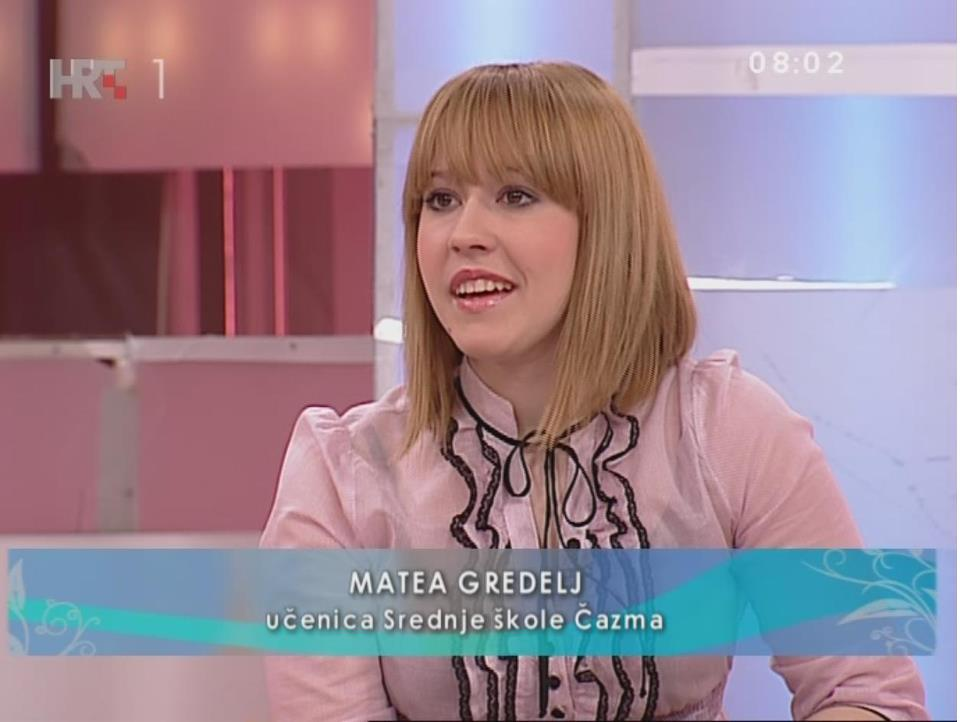 HRT 1
08:02
MATEA GREDELJ
učenica Srednje škole Čazma